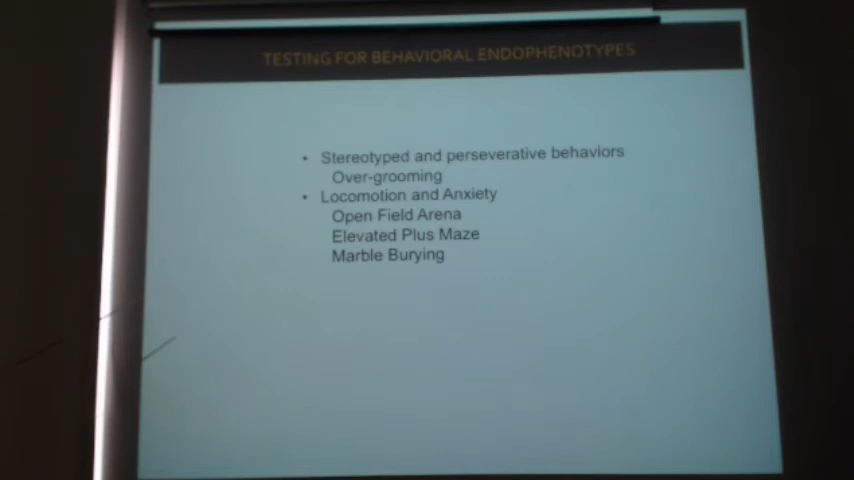 TESTING FOR BEHAVIORAL ENDOPHENOTYPES
• Stereotyped and perseverative behaviors
Over-grooming
• Locomotion and Anxiety
Open Field Arena
Elevated Plus Maze
Marble Burying